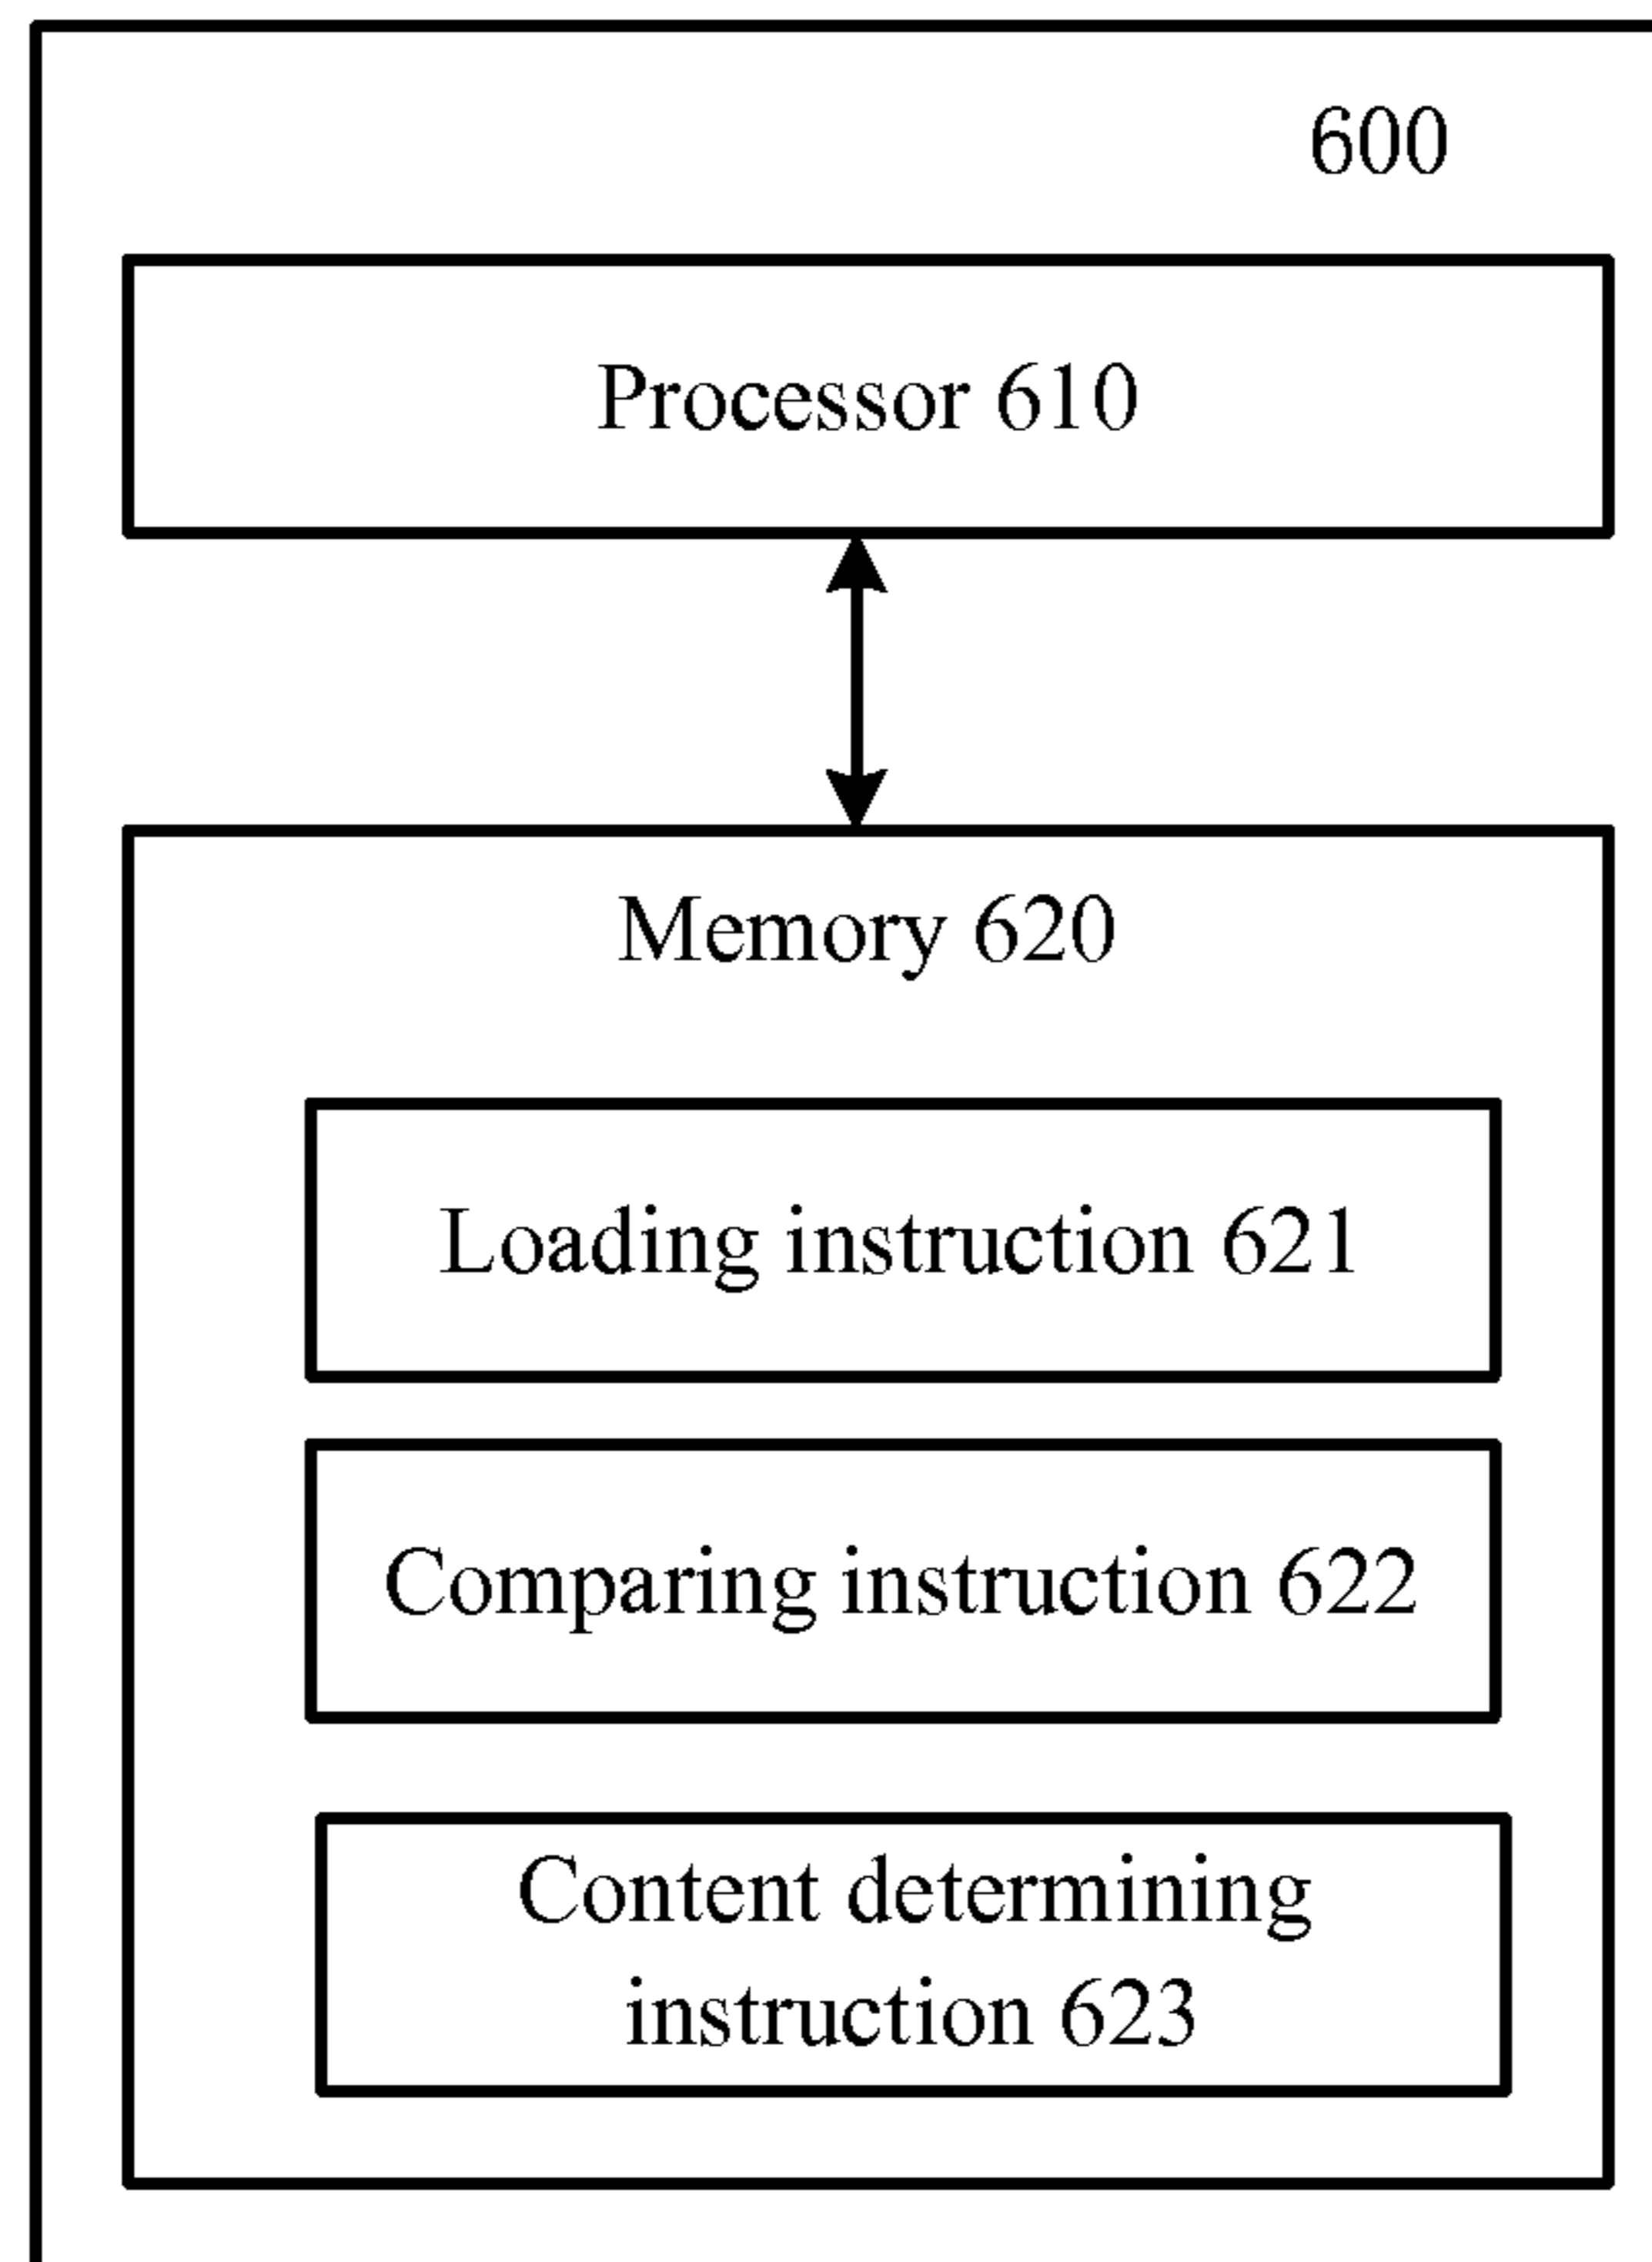 600
Processor 610
Memory 620
Loading instruction 621
Comparing instruction 622
Content determining
instruction 623